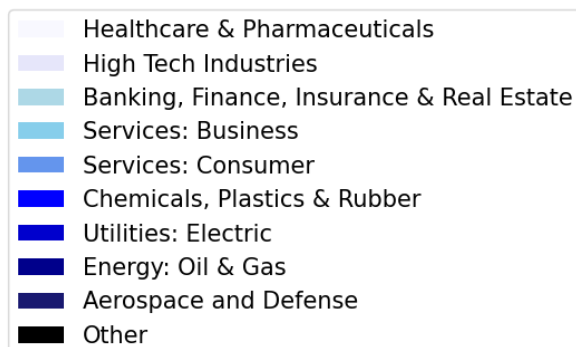 Healthcare & Pharmaceuticals
High Tech Industries
Banking, Finance, Insurance & Real Estate
Services: Business
Services: Consumer
Chemicals, Plastics & Rubber
Utilities: Electric
Energy: Oil & Gas
Aerospace and Defense
Other